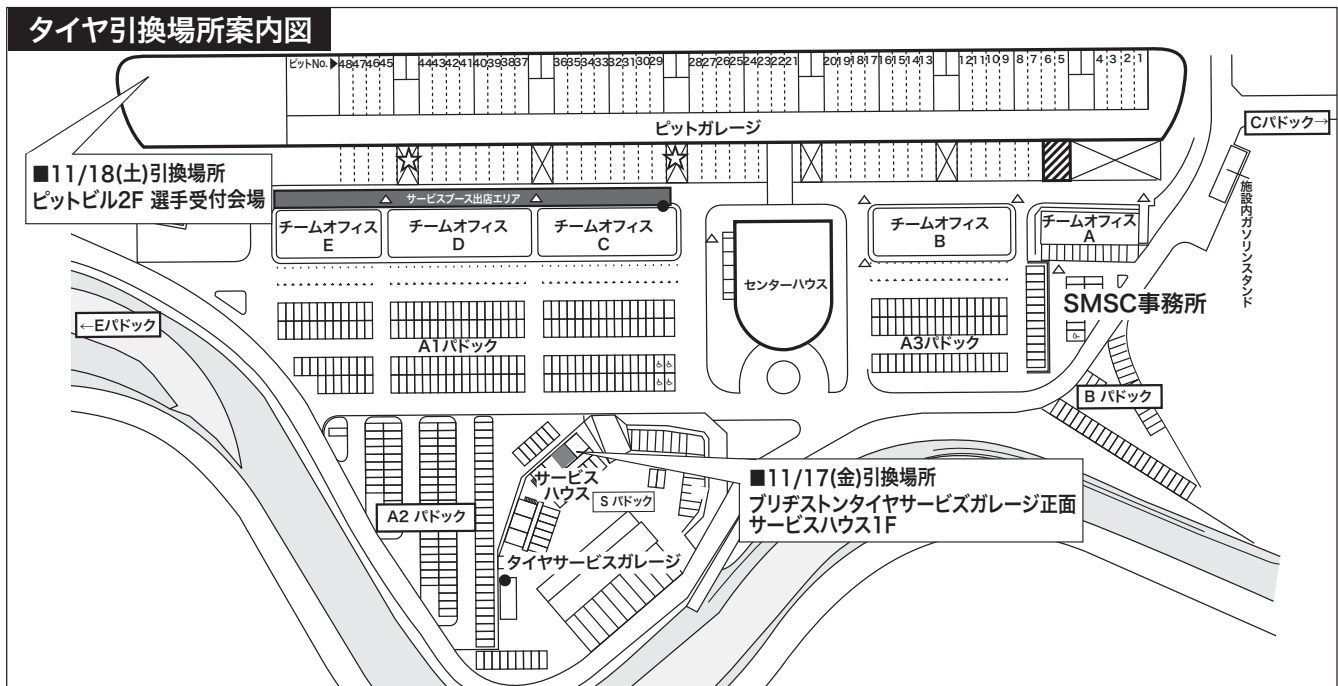 タイヤ引換場所案内図
ピットNo.▶48 47 46 45 44 43 42 41 40 39 38 37 36 35 34 33 32 31 30 29 28 27 26 25 24 23 22 21 20 19 18 17 16 15 14 13 12 11 10 9 8 7 6 5 4 3 2 1
ピットガレージ
Cパドック→
■11/18(土)引換場所
ピットビル2F 選手受付会場
サービスブース出店エリア
施設内ガソリンスタンド
チームオフィス
E
チームオフィス
D
チームオフィス
C
チームオフィス
B
チームオフィス
A
センターハウス
SMSC事務所
←Eパドック
A1パドック
A3パドック
B パドック
サービス
ハウス
S パドック
■11/17(金)引換場所
ブリヂストンタイヤサービズガレージ正面
サービスハウス1F
A2 パドック
タイヤサービスガレージ